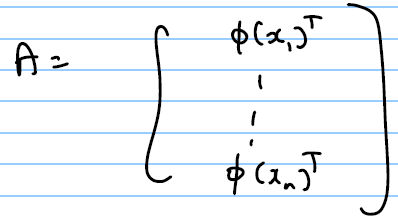 ϕ(x₁)ᵀ
A =
⋮
ϕ(xₙ)ᵀ